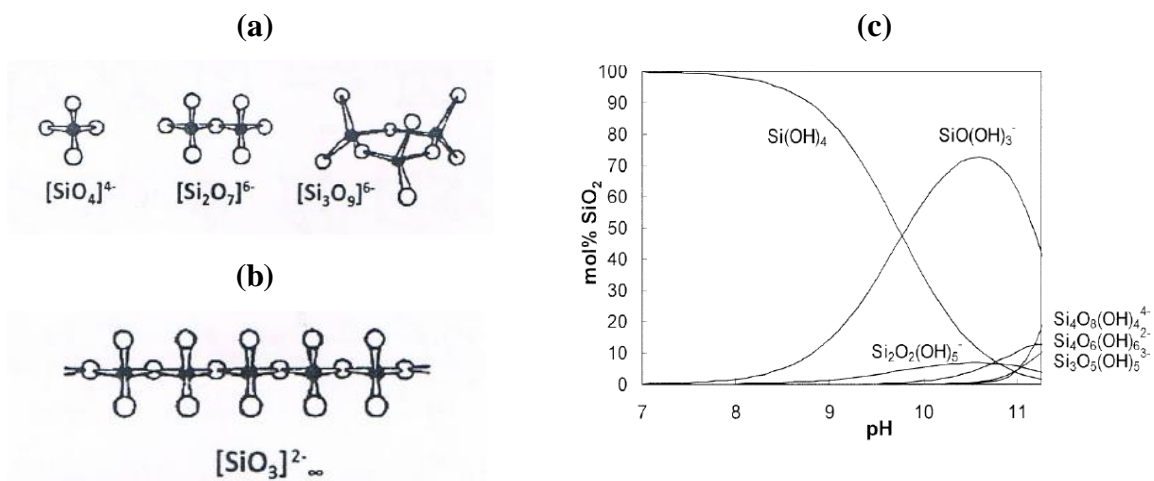 (a)
[SiO₄]⁴⁻
[Si₂O₇]⁶⁻
[Si₃O₉]⁶⁻
(b)
[SiO₃]²⁻∞
(c)
100
90
80
70
60
50
40
30
20
10
0
mol% SiO₂
Si(OH)₄
SiO(OH)₃⁻
Si₂O₂(OH)₅⁻
Si₄O₈(OH)₄⁴⁻
Si₄O₆(OH)₆²⁻
Si₃O₅(OH)₅³⁻
7
8
9
10
11
pH